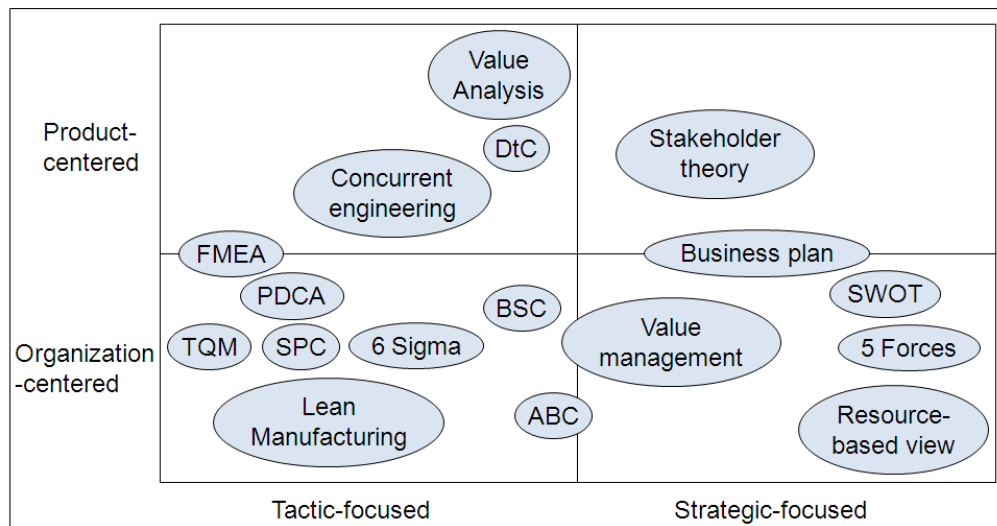 Value
Analysis
Product-
centered
DtC
Stakeholder
theory
Concurrent
engineering
FMEA
Business plan
PDCA
SWOT
BSC
Organization
-centered
TQM
SPC
6 Sigma
Value
management
5 Forces
Lean
Manufacturing
ABC
Resource-
based view
Tactic-focused
Strategic-focused